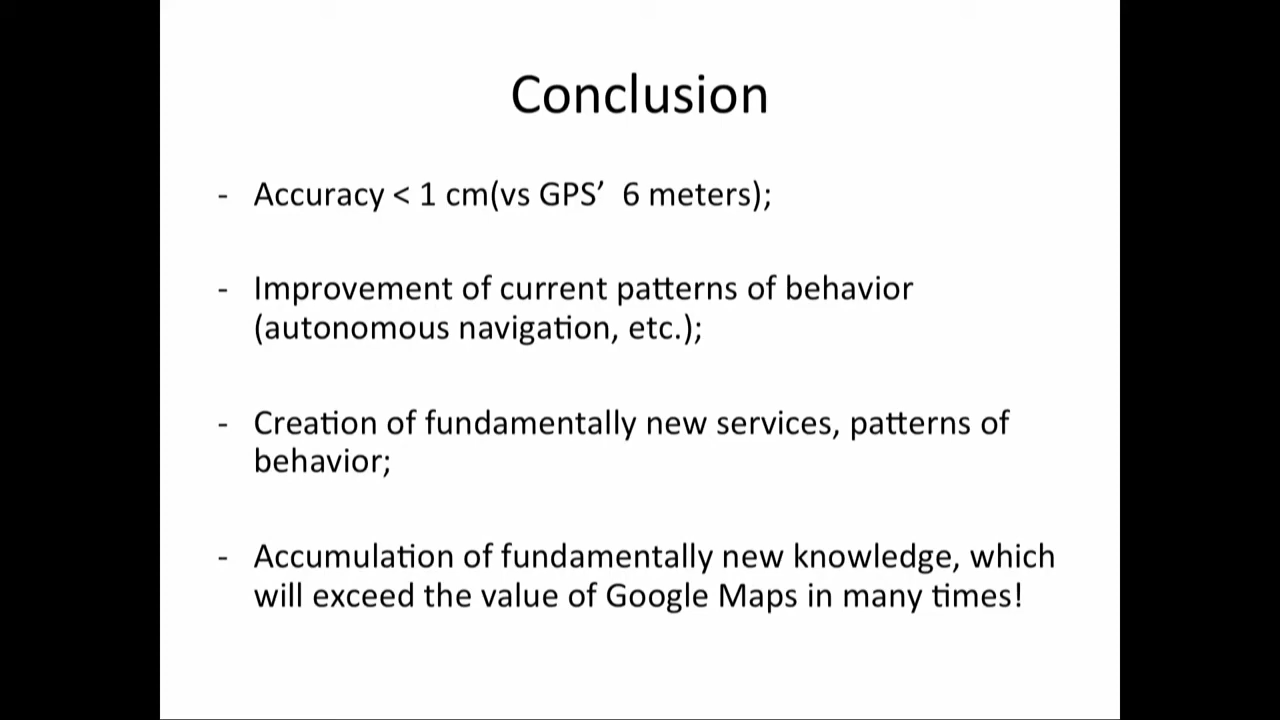 Conclusion
- Accuracy < 1 cm(vs GPS’ 6 meters);
- Improvement of current patterns of behavior
(autonomous navigation, etc.);
- Creation of fundamentally new services, patterns of
behavior;
- Accumulation of fundamentally new knowledge, which
will exceed the value of Google Maps in many times!